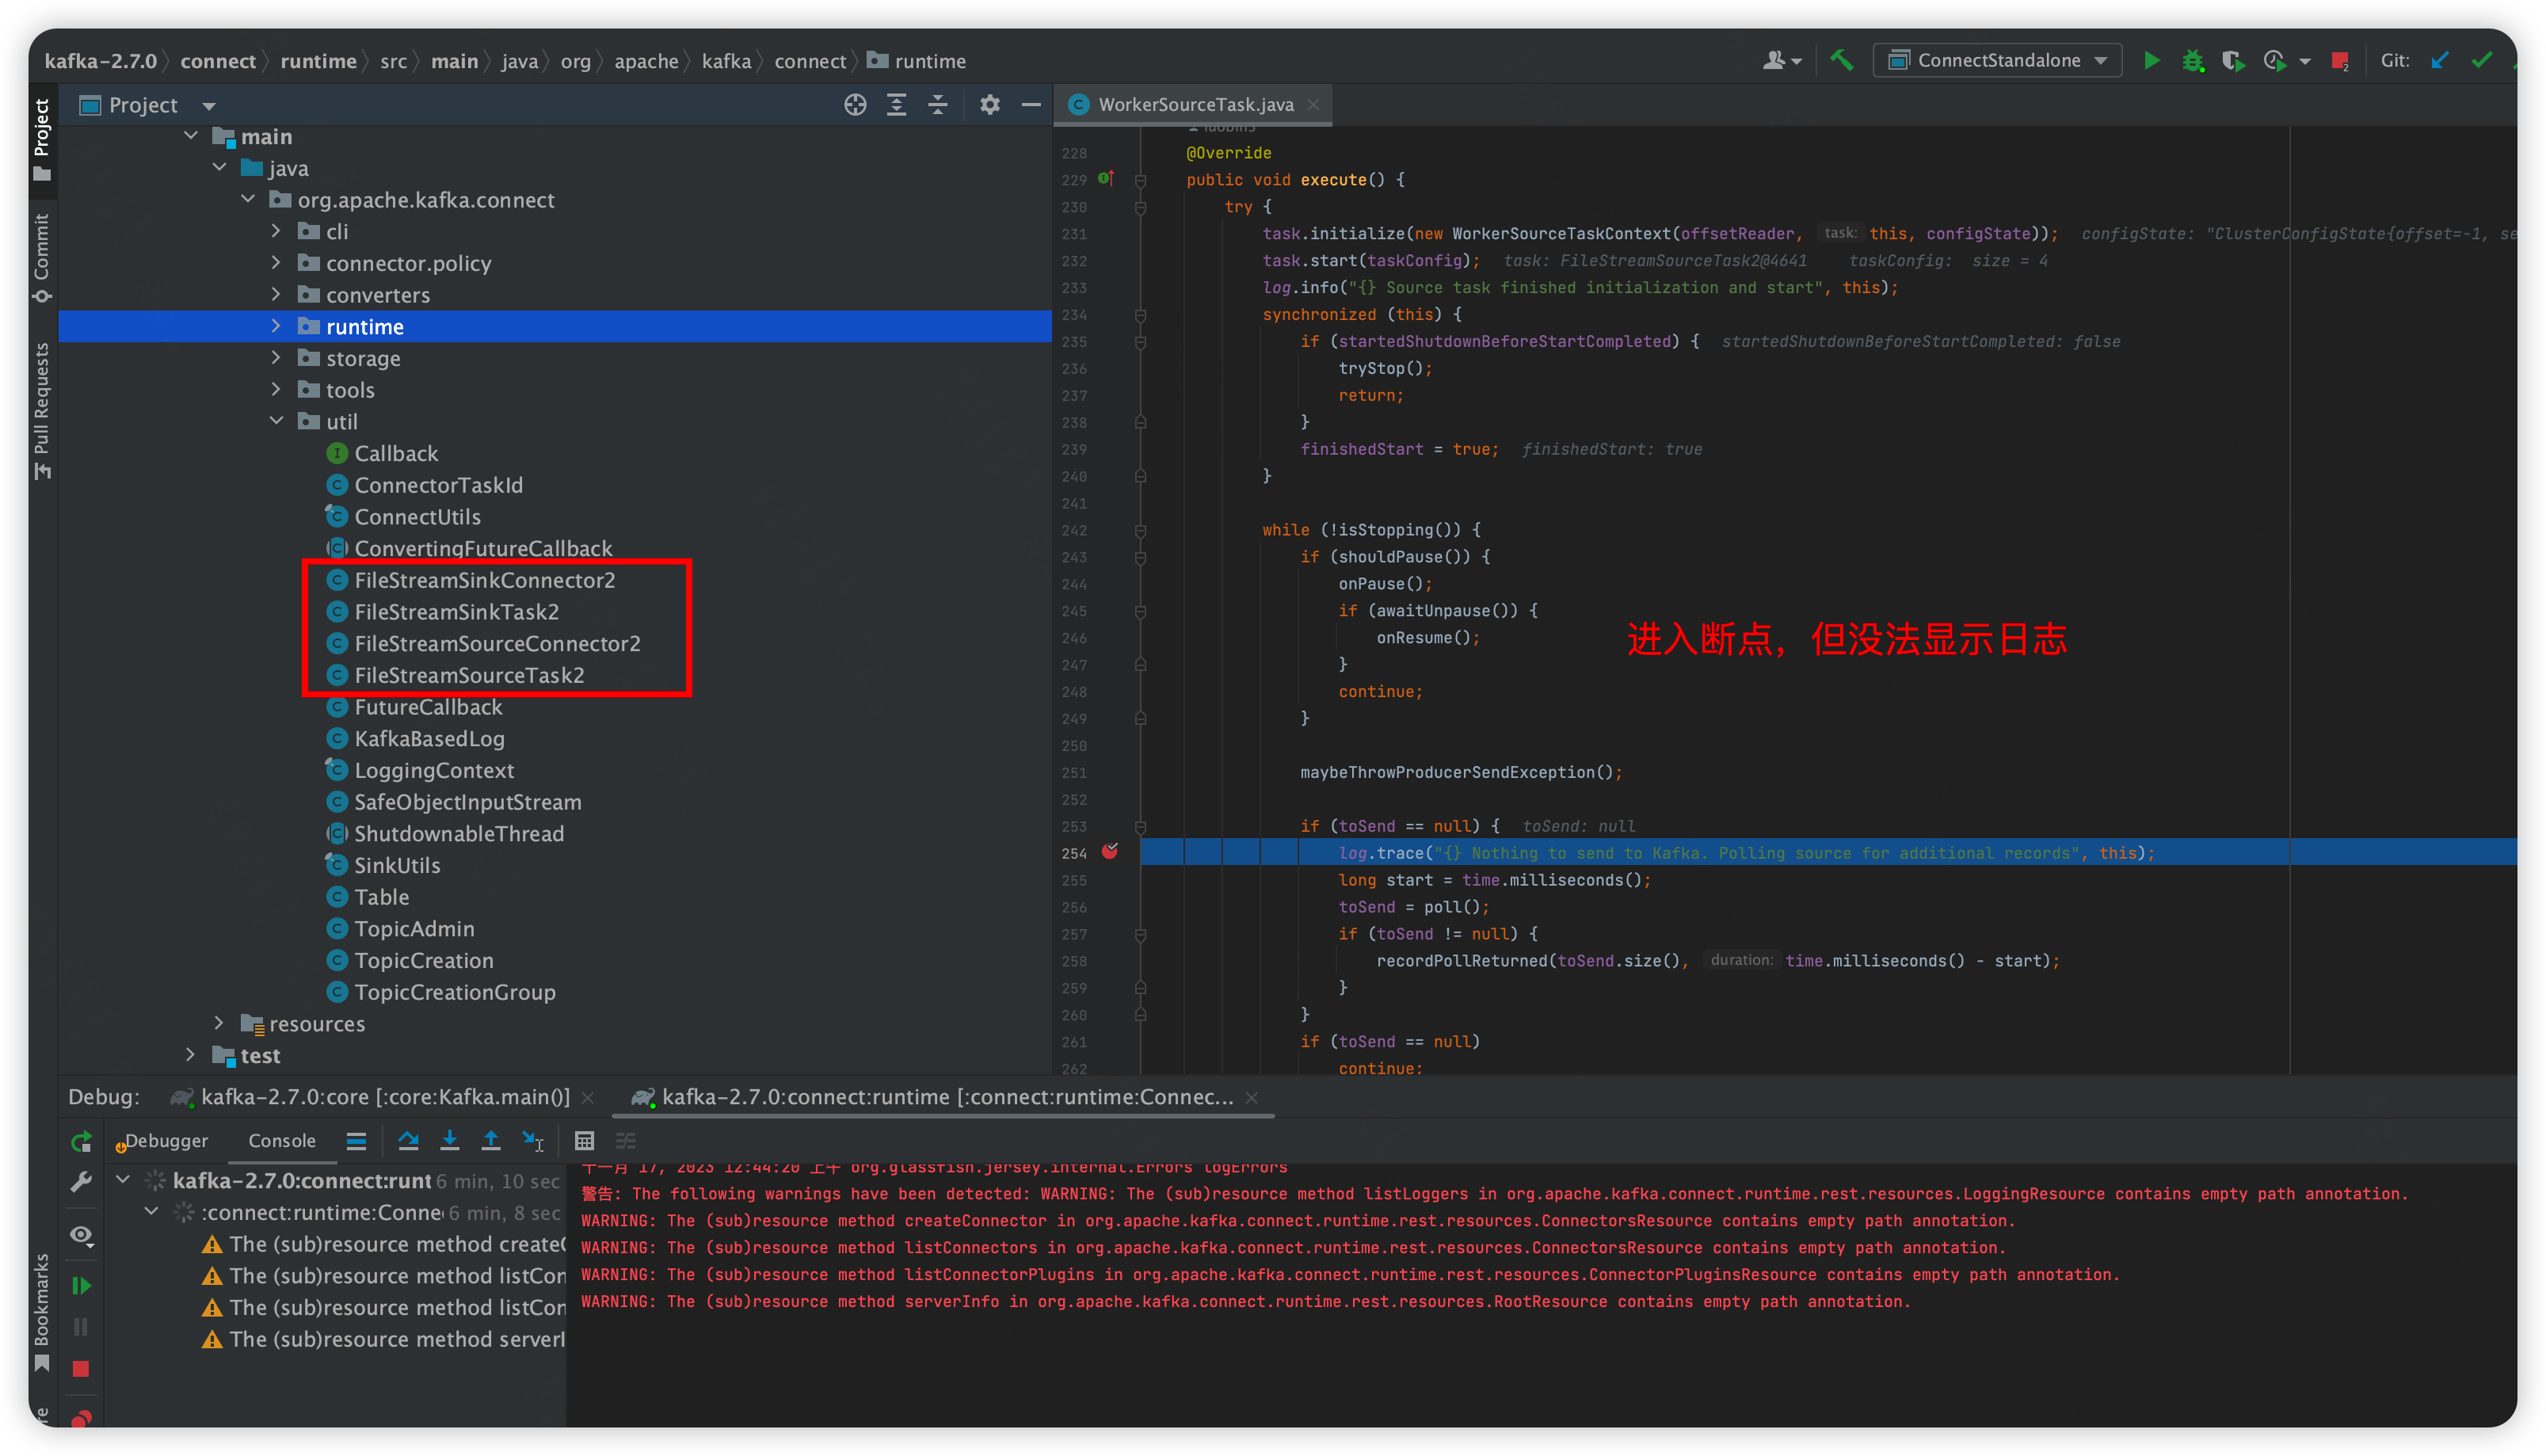 kafka-2.7.0 connect runtime src main java org apache kafka connect runtime
ConnectStandalone
Git:
Project
Commit
Pull Requests
Bookmarks
Project
main
java
org.apache.kafka.connect
cli
connector.policy
converters
runtime
storage
tools
util
Callback
ConnectorTaskId
ConnectUtils
ConvertingFutureCallback
FileStreamSinkConnector2
FileStreamSinkTask2
FileStreamSourceConnector2
FileStreamSourceTask2
FutureCallback
KafkaBasedLog
LoggingContext
SafeObjectInputStream
ShutdownableThread
SinkUtils
Table
TopicAdmin
TopicCreation
TopicCreationGroup
resources
test
WorkerSourceTask.java
228 @Override
229 public void execute() {
230 try {
231 task.initialize(new WorkerSourceTaskContext(offsetReader, task: this, configState)); configState: "ClusterConfigState{offset=-1, se
232 task.start(taskConfig); task: FileStreamSourceTask2@4641 taskConfig: size = 4
233 log.info("{} Source task finished initialization and start", this);
234 synchronized (this) {
235 if (startedShutdownBeforeStartCompleted) { startedShutdownBeforeStartCompleted: false
236 tryStop();
237 return;
238 }
239 finishedStart = true; finishedStart: true
240 }
241
242 while (!isStopping()) {
243 if (shouldPause()) {
244 onPause();
245 if (awaitUnpause()) {
246 onResume();
247 }
248 continue;
249 }
250
251 maybeThrowProducerSendException();
252
253 if (toSend == null) { toSend: null
254 log.trace("{} Nothing to send to Kafka. Polling source for additional records", this);
255 long start = time.milliseconds();
256 toSend = poll();
257 if (toSend != null) {
258 recordPollReturned(toSend.size(), duration: time.milliseconds() - start);
259 }
260 }
261 if (toSend == null)
262 continue;
进入断点，但没法显示日志
Debug: kafka-2.7.0:core [:core:Kafka.main()] kafka-2.7.0:connect:runtime [:connect:runtime:Connec...
Debugger Console
kafka-2.7.0:connect:runt 6 min, 10 sec
:connect:runtime:Conne 6 min, 8 sec
The (sub)resource method create
The (sub)resource method listCon
The (sub)resource method listCon
The (sub)resource method server
十一月 17, 2023 12:44:20 上午 org.glassfish.jersey.internal.Errors logErrors
警告: The following warnings have been detected: WARNING: The (sub)resource method listLoggers in org.apache.kafka.connect.runtime.rest.resources.LoggingResource contains empty path annotation.
WARNING: The (sub)resource method createConnector in org.apache.kafka.connect.runtime.rest.resources.ConnectorsResource contains empty path annotation.
WARNING: The (sub)resource method listConnectors in org.apache.kafka.connect.runtime.rest.resources.ConnectorsResource contains empty path annotation.
WARNING: The (sub)resource method listConnectorPlugins in org.apache.kafka.connect.runtime.rest.resources.ConnectorPluginsResource contains empty path annotation.
WARNING: The (sub)resource method serverInfo in org.apache.kafka.connect.runtime.rest.resources.RootResource contains empty path annotation.